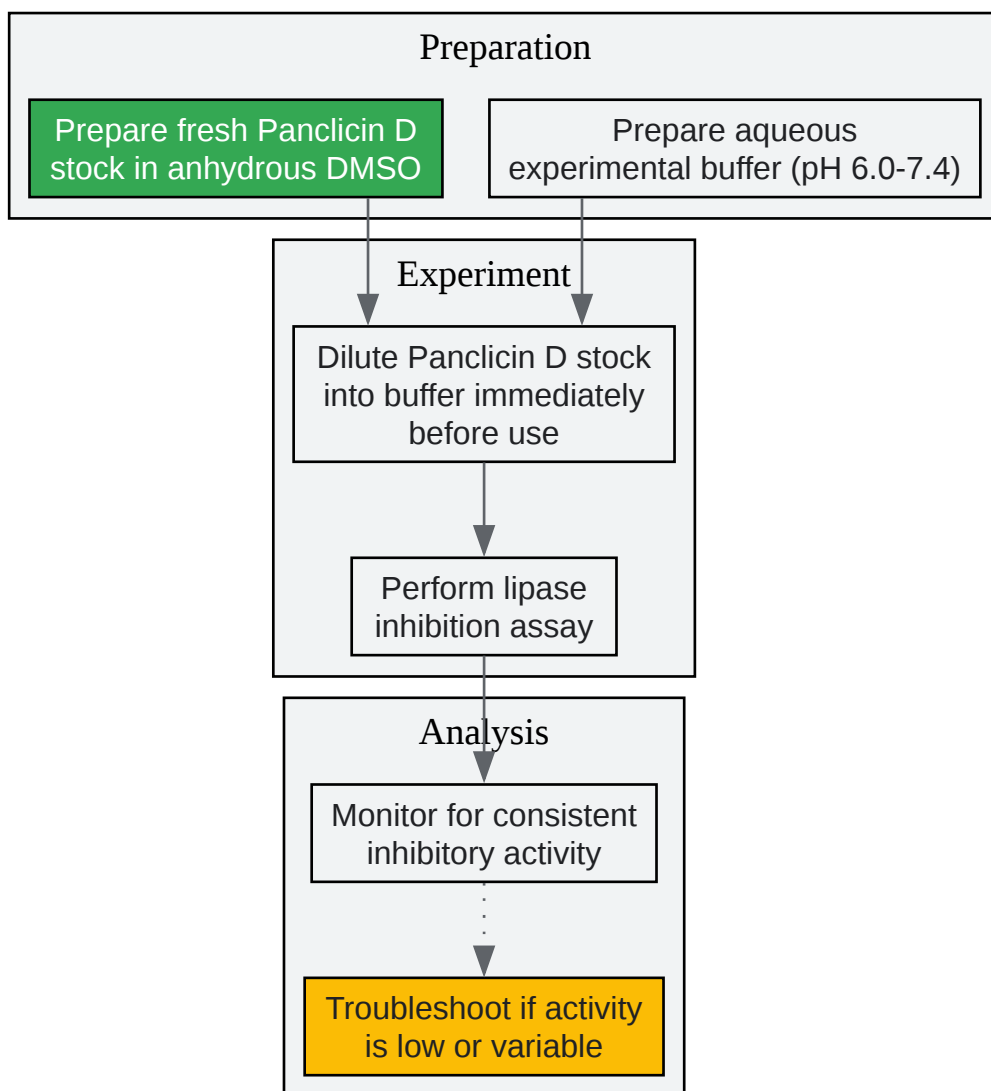 Preparation
Prepare fresh Panclicin D
stock in anhydrous DMSO
Prepare aqueous
experimental buffer (pH 6.0-7.4)
Experiment
Dilute Panclicin D stock
into buffer immediately
before use
Perform lipase
inhibition assay
Analysis
Monitor for consistent
inhibitory activity
Troubleshoot if activity
is low or variable